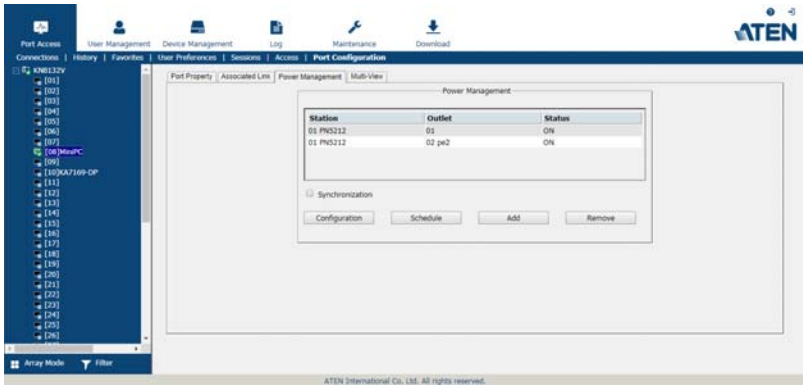 ATEN
Port Access
User Management
Device Management
Log
Maintenance
Download
Connections | History | Favorites | User Preferences | Sessions | Access | Port Configuration
KN8132V
[01]
[02]
[03]
[04]
[05]
[06]
[07]
[08]MiniPC
[09]
[10]KA7169-OP
[11]
[12]
[13]
[14]
[15]
[16]
[17]
[18]
[19]
[20]
[21]
[22]
[23]
[24]
[25]
[26]
Array Mode
Filter
Port Property
Associated Link
Power Management
Multi-View
Power Management
Station Outlet Status
01 PN5212 01 ON
01 PN5212 02 pe2 ON
Synchronization
Configuration
Schedule
Add
Remove
ATEN International Co. Ltd. All rights reserved.